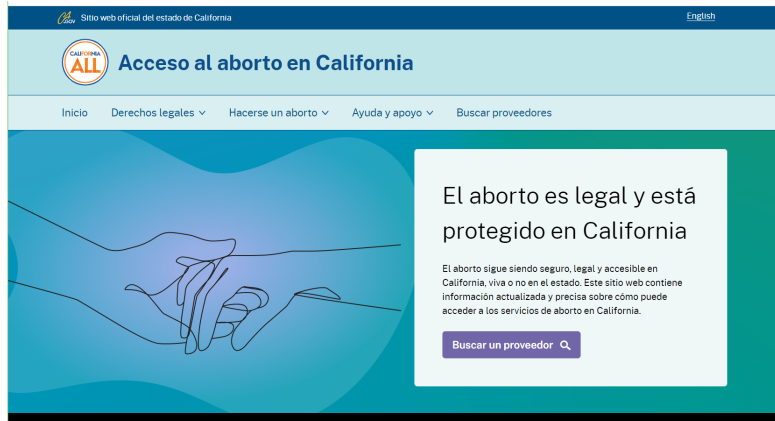 CA.GOV Sitio web oficial del estado de California
English
CALIFORNIA
ALL
Acceso al aborto en California
Inicio Derechos legales Hacerse un aborto Ayuda y apoyo Buscar proveedores
El aborto es legal y está
protegido en California
El aborto sigue siendo seguro, legal y accesible en
California, viva o no en el estado. Este sitio web contiene
información actualizada y precisa sobre cómo puede
acceder a los servicios de aborto en California.
Buscar un proveedor